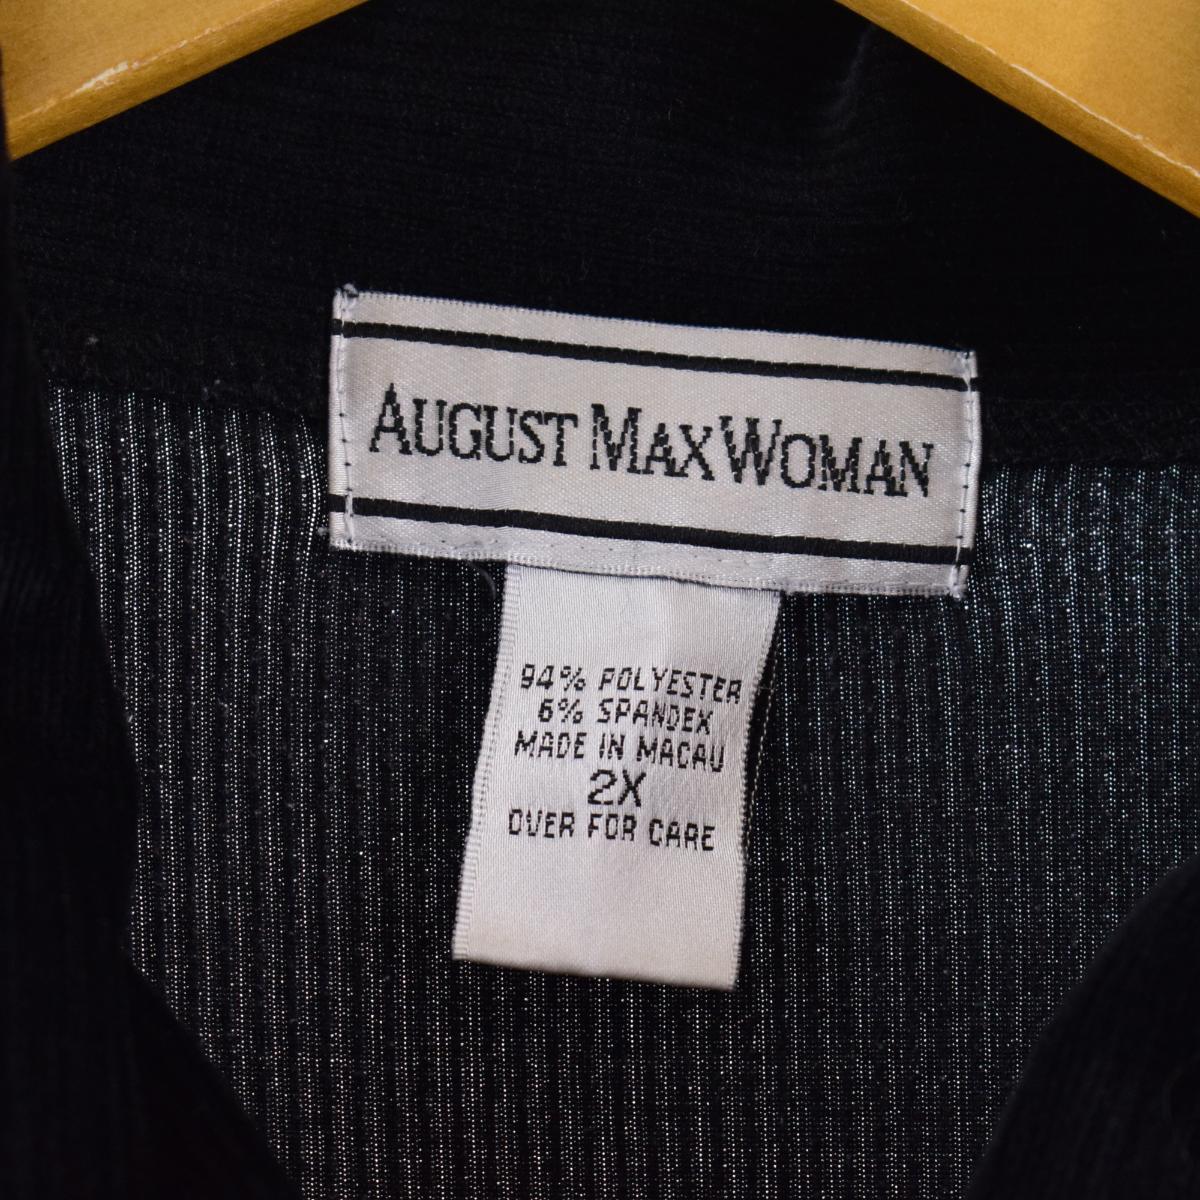 AUGUST MAX WOMAN
94% POLYESTER
6% SPANDEX
MADE IN MACAU
2X
OVER FOR CARE